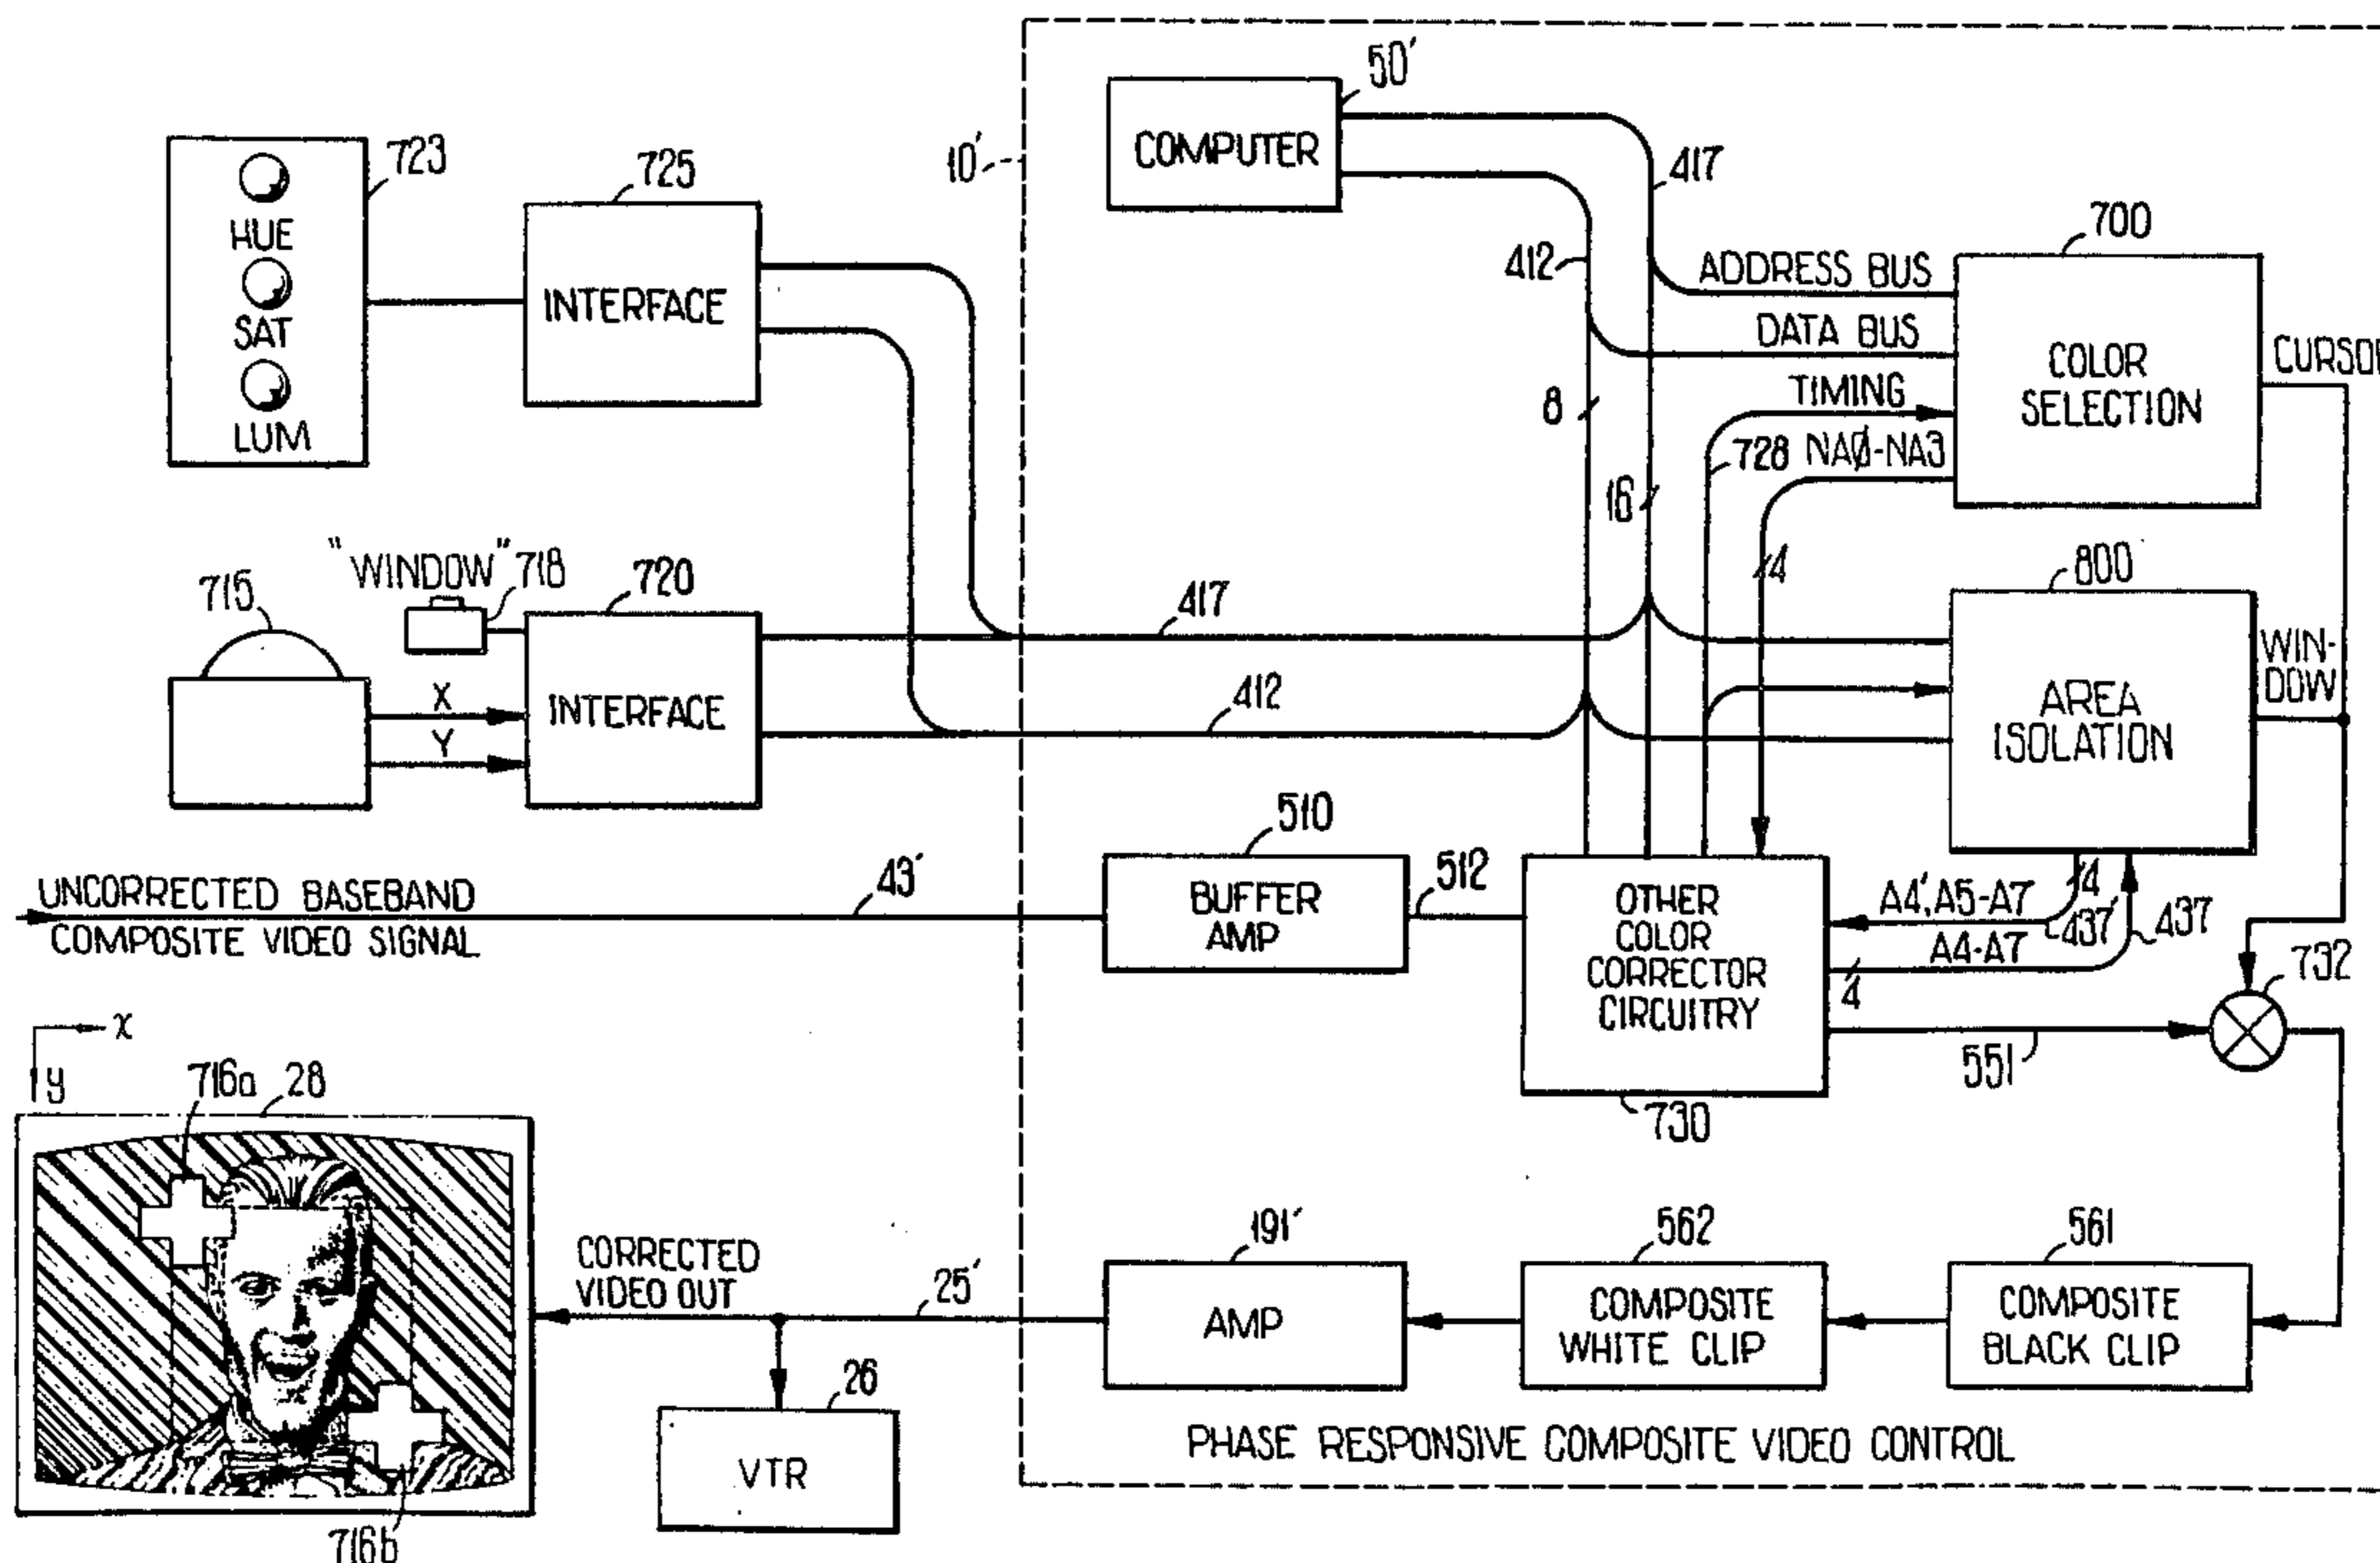 50'
COMPUTER
10'
723
HUE
SAT
LUM
725
INTERFACE
417
412
8
16
ADDRESS BUS
DATA BUS
TIMING
728 NAØ-NA3
4
700
COLOR
SELECTION
CURSOR
"WINDOW" 718
715
X
Y
720
INTERFACE
417
412
800
AREA
ISOLATION
WIN-
DOW
UNCORRECTED BASEBAND
COMPOSITE VIDEO SIGNAL
43'
510
BUFFER
AMP
512
OTHER
COLOR
CORRECTOR
CIRCUITRY
730
A4', A5-A7
4
437'
437
A4-A7
4
551
732
x
y
716a
28
716b
CORRECTED
VIDEO OUT
25'
26
VTR
191'
AMP
562
COMPOSITE
WHITE CLIP
561
COMPOSITE
BLACK CLIP
PHASE RESPONSIVE COMPOSITE VIDEO CONTROL